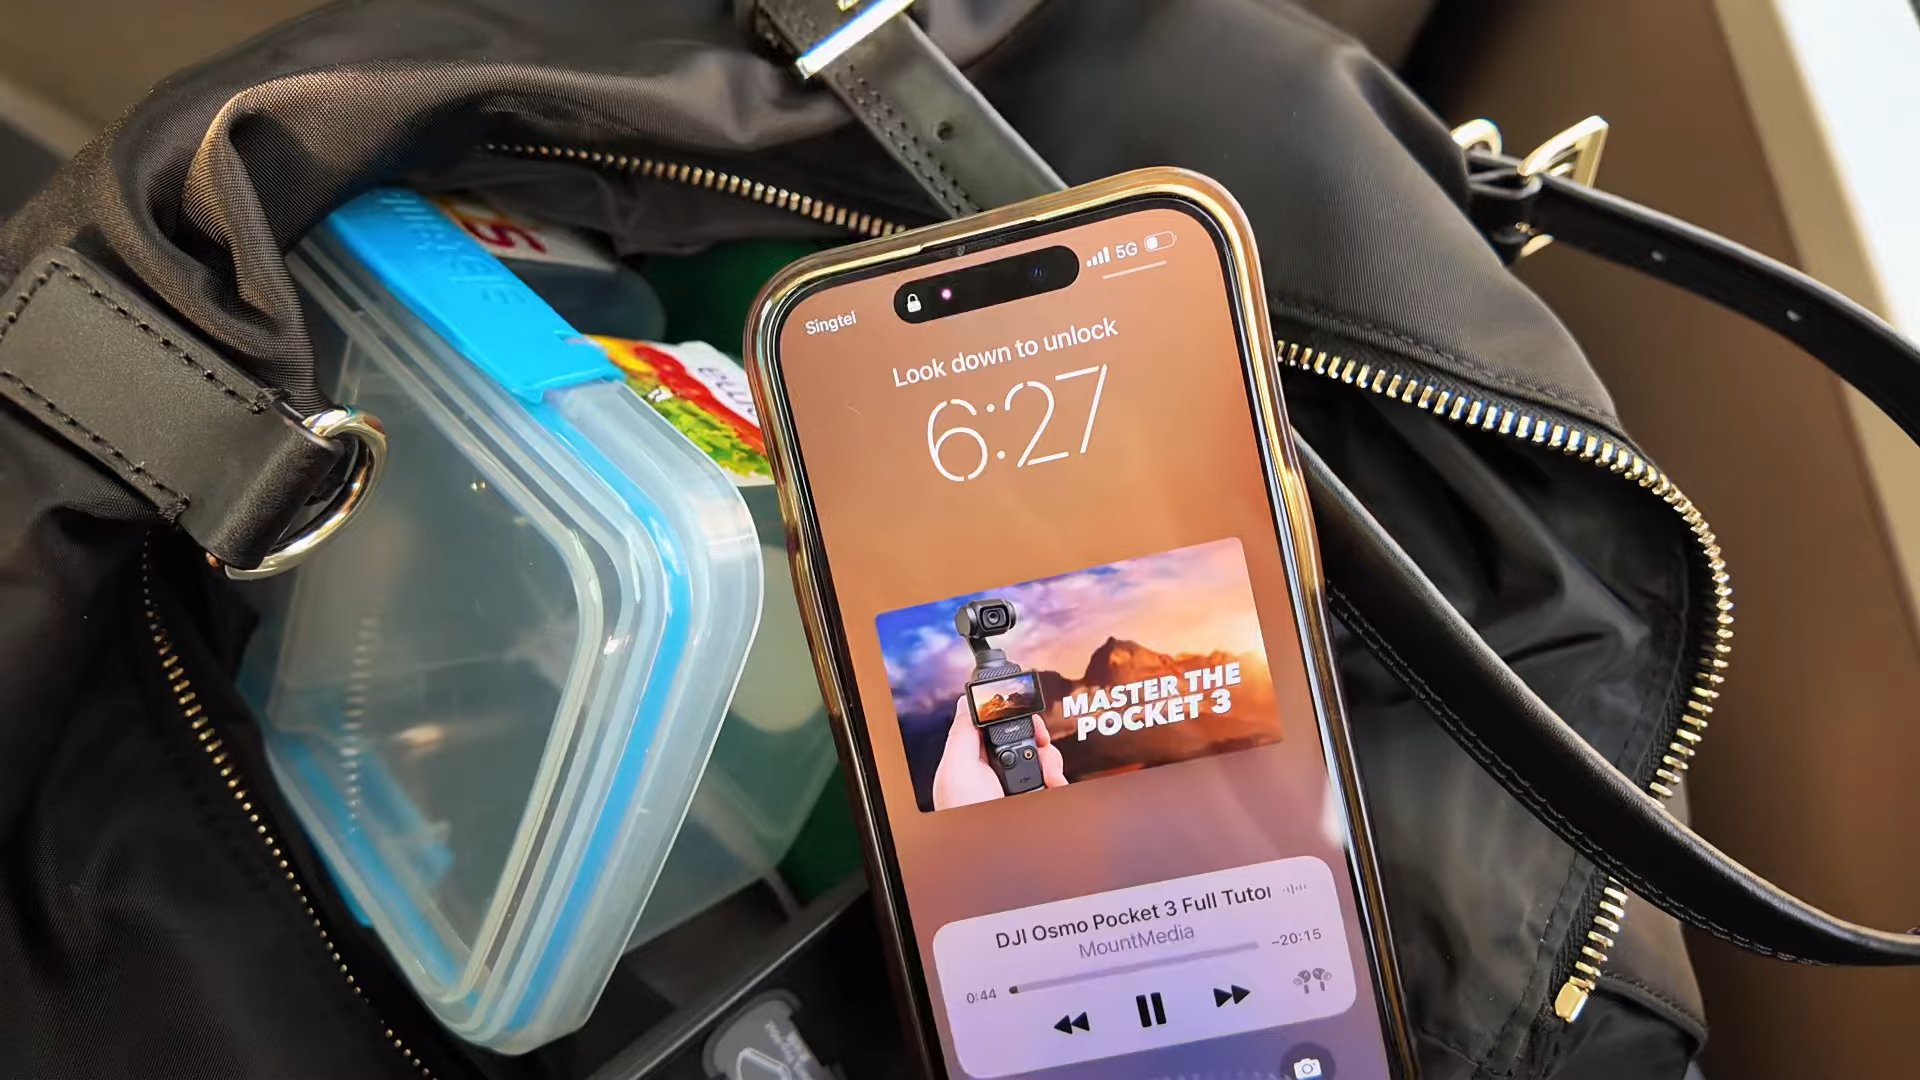 Singtel
5G
Look down to unlock
6:27
MASTER THE
POCKET 3
DJI Osmo Pocket 3 Full Tutor
MountMedia
0:44
-20:15